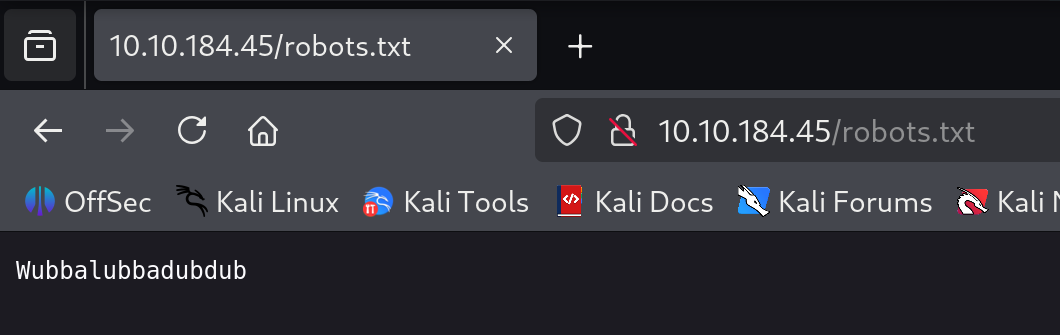 10.10.184.45/robots.txt
10.10.184.45/robots.txt
OffSec Kali Linux Kali Tools Kali Docs Kali Forums Kali
Wubbalubbadubdub